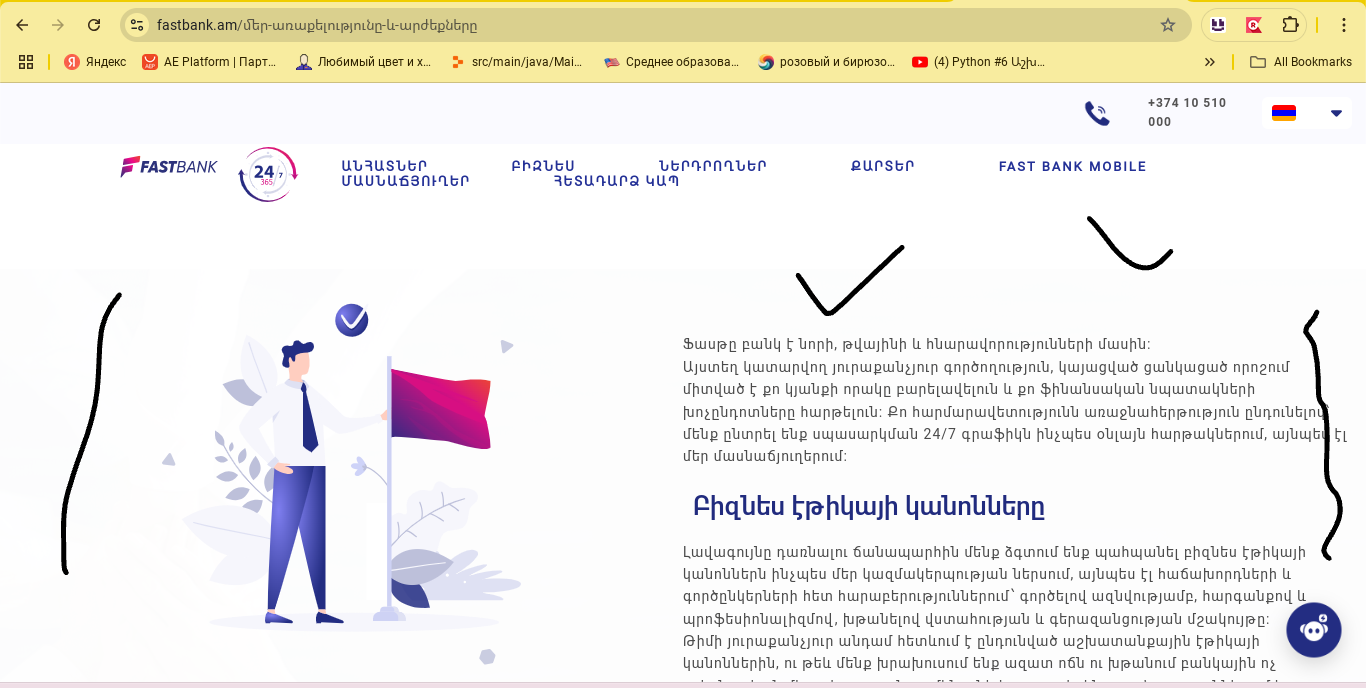 fastbank.am/մեր-առաքելությունը-և-արժեքները
Яндекс AE Platform | Парт... Любимый цвет и х... src/main/java/Mai... Среднее образова... розовый и бирюзо... (4) Python #6 Աշխ... All Bookmarks
+374 10 510
000
FASTBANK 24/7 365 ԱՆՀԱՏՆԵՐ ԲԻԶՆԵՍ ՆԵՐԴՐՈՂՆԵՐ ՔԱՐՏԵՐ FAST BANK MOBILE
ՄԱՍՆԱՃՅՈՒՂԵՐ ՀԵՏԱԴԱՐՁ ԿԱՊ
Ֆասթը բանկ է նորի, թվայինի և հնարավորությունների մասին։
Այստեղ կատարվող յուրաքանչյուր գործողություն, կայացված ցանկացած որոշում
միտված է քո կյանքի որակը բարելավելուն և քո ֆինանսական նպատակների
խոչընդոտները հարթելուն։ Քո հարմարավետությունն առաջնահերթություն ընդունելով՝
մենք ընտրել ենք սպասարկման 24/7 գրաֆիկն ինչպես օնլայն հարթակներում, այնպես էլ
մեր մասնաճյուղերում։
Բիզնես էթիկայի կանոնները
Լավագույնը դառնալու ճանապարհին մենք ձգտում ենք պահպանել բիզնես էթիկայի
կանոններն ինչպես մեր կազմակերպության ներսում, այնպես էլ հաճախորդների և
գործընկերների հետ հարաբերություններում՝ գործելով ազնվությամբ, հարգանքով և
պրոֆեսիոնալիզմով, խթանելով վստահության և գերազանցության մշակույթը։
Թիմի յուրաքանչյուր անդամ հետևում է ընդունված աշխատանքային էթիկայի
կանոններին, ու թեև մենք խրախուսում ենք ազատ ոճն ու խթանում բանկային ոչ